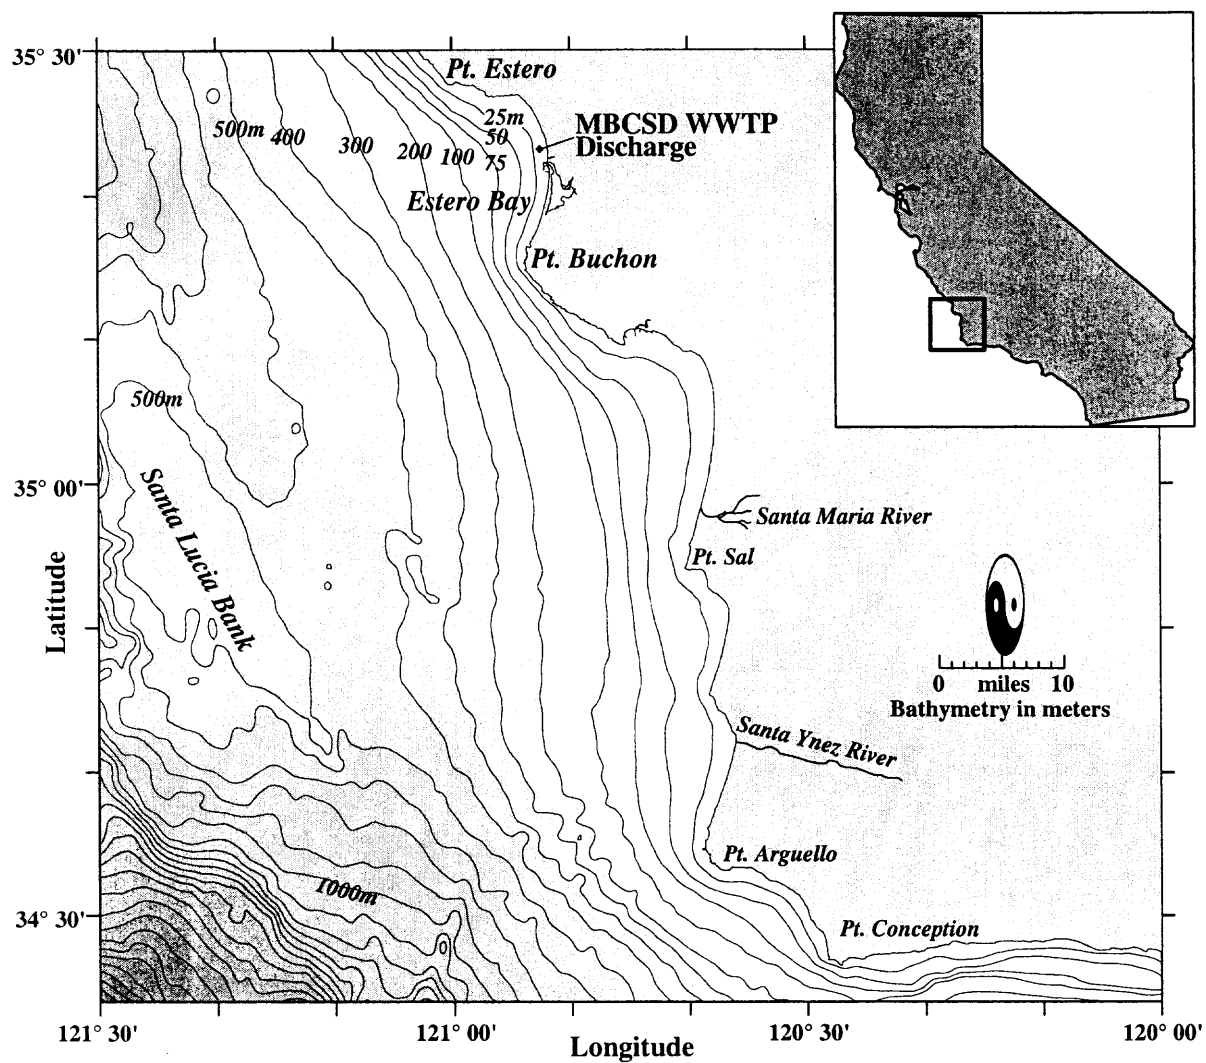 35° 30'
Pt. Estero
25m
50
75
100
200
300
400
500m
MBCSD WWTP
Discharge
Estero Bay
Pt. Buchon
500m
35° 00'
Santa Lucia Bank
Santa Maria River
Pt. Sal
Latitude
0 miles 10
Bathymetry in meters
Santa Ynez River
Pt. Arguello
1000m
34° 30'
Pt. Conception
121° 30'
121° 00'
120° 30'
120° 00'
Longitude